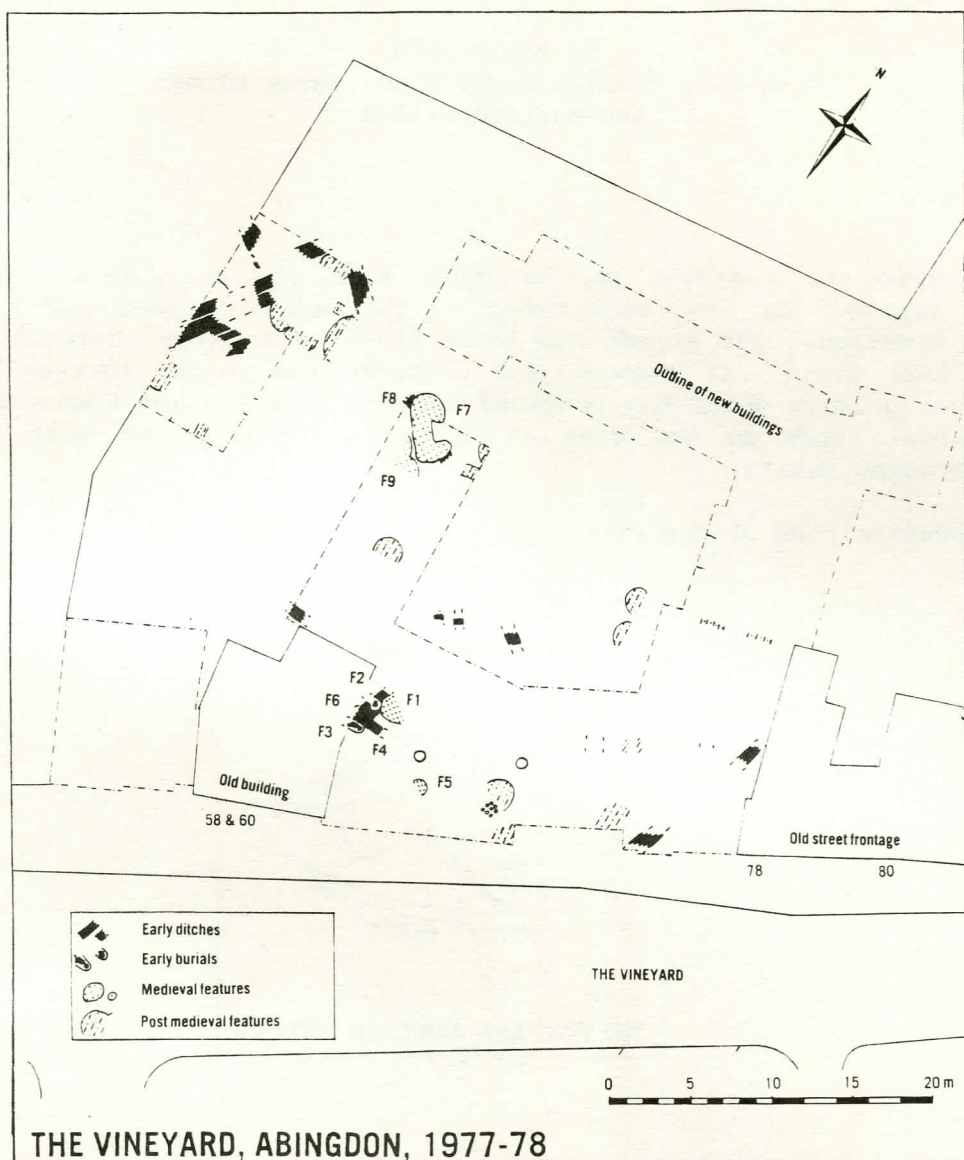 N
Outline of new buildings
F8
F7
F9
F2
F6
F1
F3
F4
F5
Old building
58 & 60
Old street frontage
78
80
Early ditches
Early burials
Medieval features
Post medieval features
THE VINEYARD
0 5 10 15 20 m
THE VINEYARD, ABINGDON, 1977-78